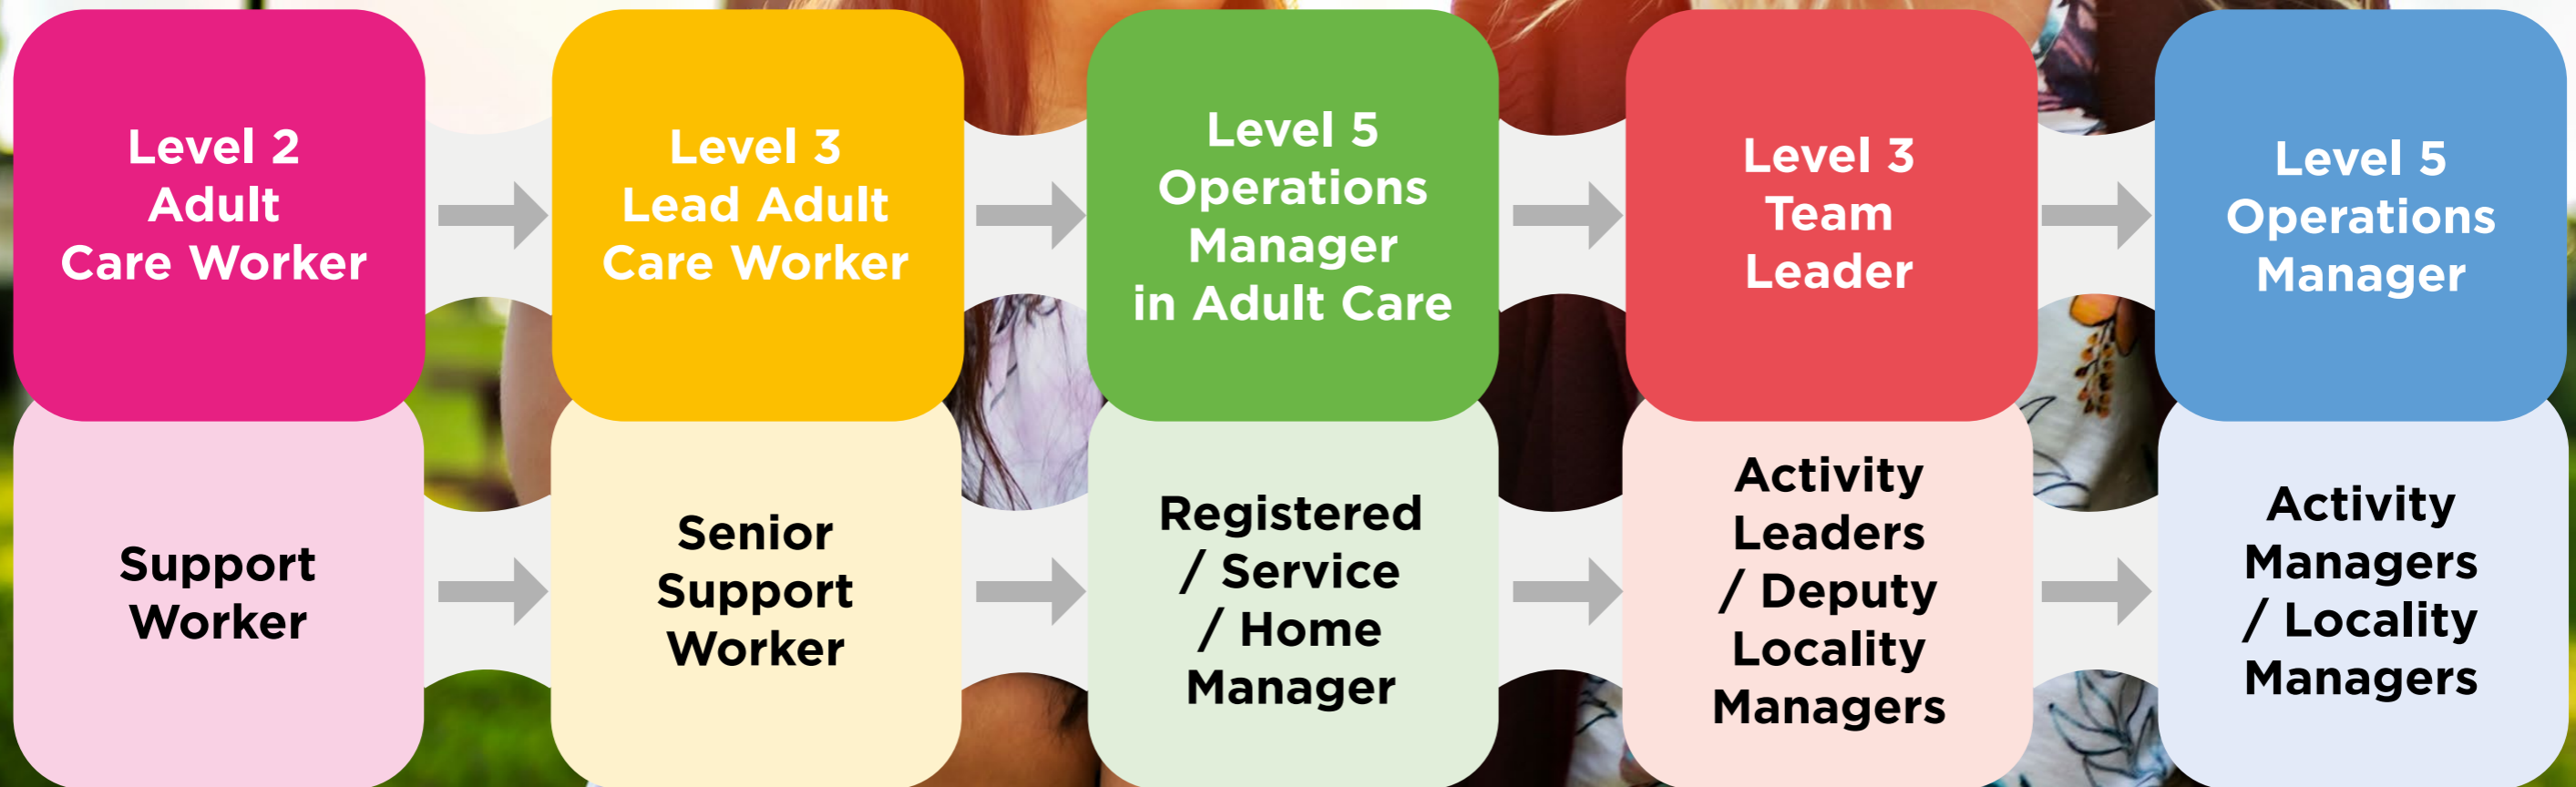 Level 2
Adult
Care Worker
Level 3
Lead Adult
Care Worker
Level 5
Operations
Manager
in Adult Care
Level 3
Team
Leader
Level 5
Operations
Manager
Support
Worker
Senior
Support
Worker
Registered
/ Service
/ Home
Manager
Activity
Leaders
/ Deputy
Locality
Managers
Activity
Managers
/ Locality
Managers